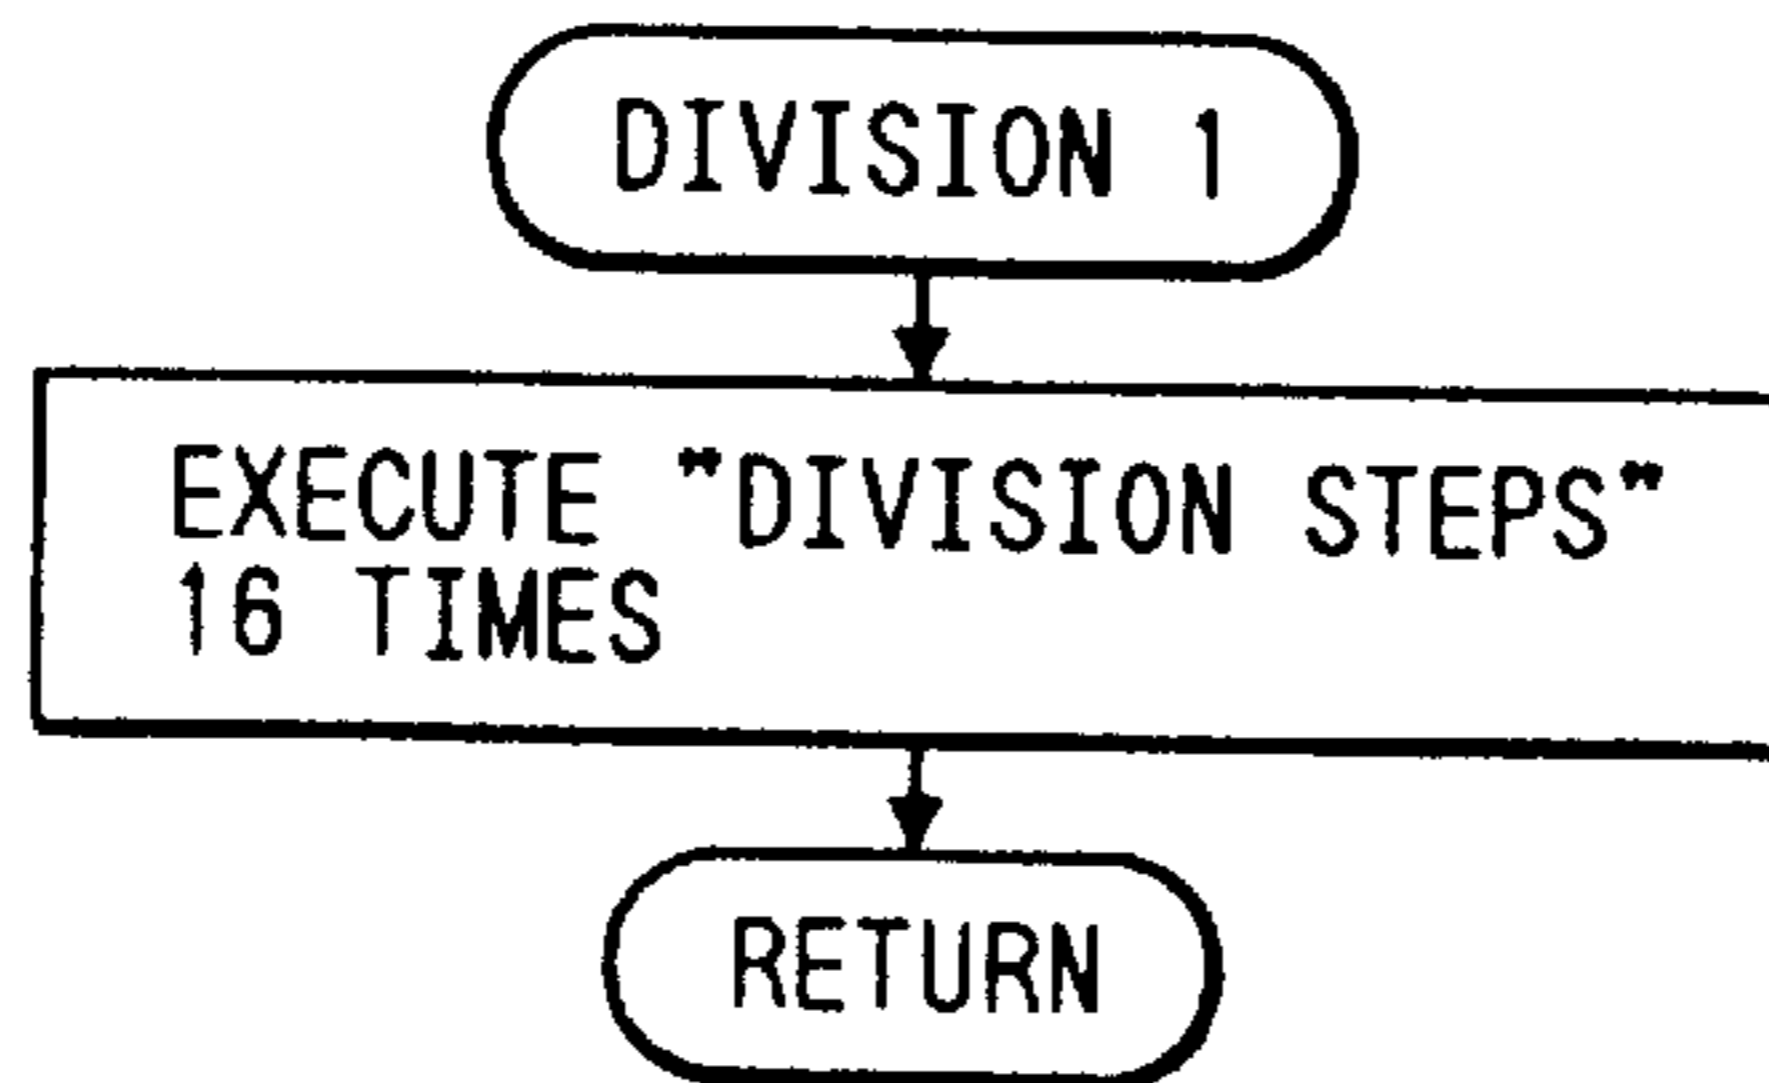 DIVISION 1
EXECUTE "DIVISION STEPS"
16 TIMES
RETURN